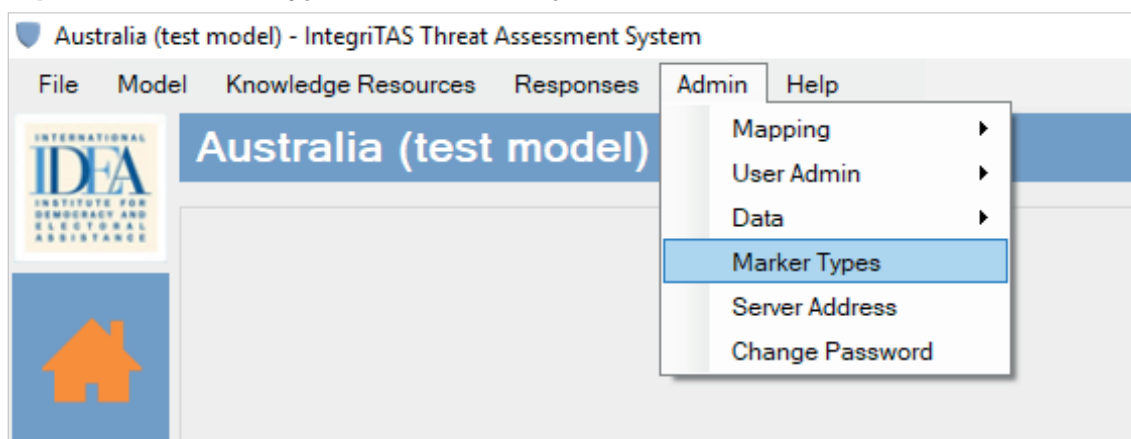 Australia (test model) - IntegriTAS Threat Assessment System
File Model Knowledge Resources Responses Admin Help
INTERNATIONAL
IDEA
INSTITUTE FOR
DEMOCRACY AND
ELECTORAL
ASSISTANCE
Australia (test model)
Mapping
User Admin
Data
Marker Types
Server Address
Change Password